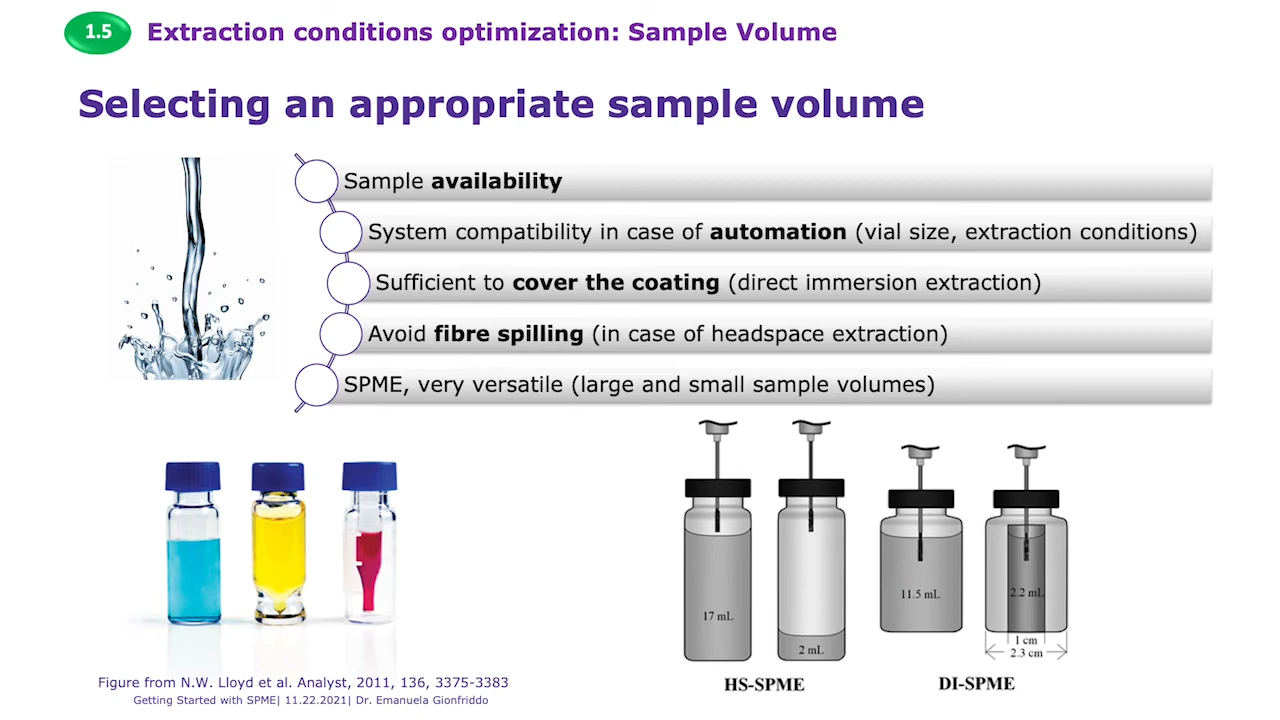 1.5 Extraction conditions optimization: Sample Volume
Selecting an appropriate sample volume
Sample availability
System compatibility in case of automation (vial size, extraction conditions)
Sufficient to cover the coating (direct immersion extraction)
Avoid fibre spilling (in case of headspace extraction)
SPME, very versatile (large and small sample volumes)
17 mL
2 mL
11.5 mL
2.2 mL
1 cm
2.3 cm
HS-SPME
DI-SPME
Figure from N.W. Lloyd et al. Analyst, 2011, 136, 3375-3383
Getting Started with SPME| 11.22.2021| Dr. Emanuela Gionfriddo